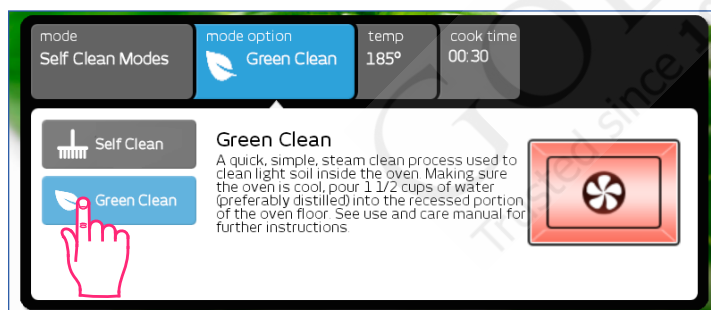 mode
Self Clean Modes
mode option
Green Clean
temp
185°
cook time
00:30
Self Clean
Green Clean
Green Clean
A quick, simple, steam clean process used to
clean light soil inside the oven. Making sure
the oven is cool, pour 1 1/2 cups of water
(preferably distilled) into the recessed portion
of the oven floor. See use and care manual for
further instructions.
Trusted since